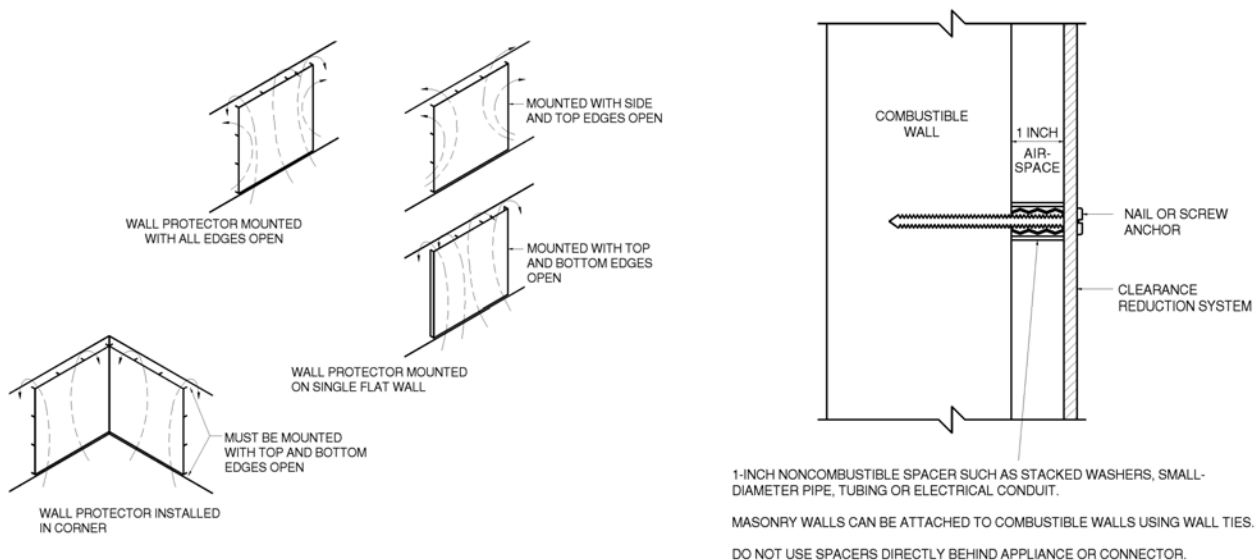 WALL PROTECTOR MOUNTED
WITH ALL EDGES OPEN
MOUNTED WITH SIDE
AND TOP EDGES OPEN
MOUNTED WITH TOP
AND BOTTOM EDGES
OPEN
WALL PROTECTOR MOUNTED
ON SINGLE FLAT WALL
MUST BE MOUNTED
WITH TOP AND BOTTOM
EDGES OPEN
WALL PROTECTOR INSTALLED
IN CORNER
COMBUSTIBLE
WALL
1 INCH
AIR-
SPACE
NAIL OR SCREW
ANCHOR
CLEARANCE
REDUCTION SYSTEM
1-INCH NONCOMBUSTIBLE SPACER SUCH AS STACKED WASHERS, SMALL-
DIAMETER PIPE, TUBING OR ELECTRICAL CONDUIT.
MASONRY WALLS CAN BE ATTACHED TO COMBUSTIBLE WALLS USING WALL TIES.
DO NOT USE SPACERS DIRECTLY BEHIND APPLIANCE OR CONNECTOR.